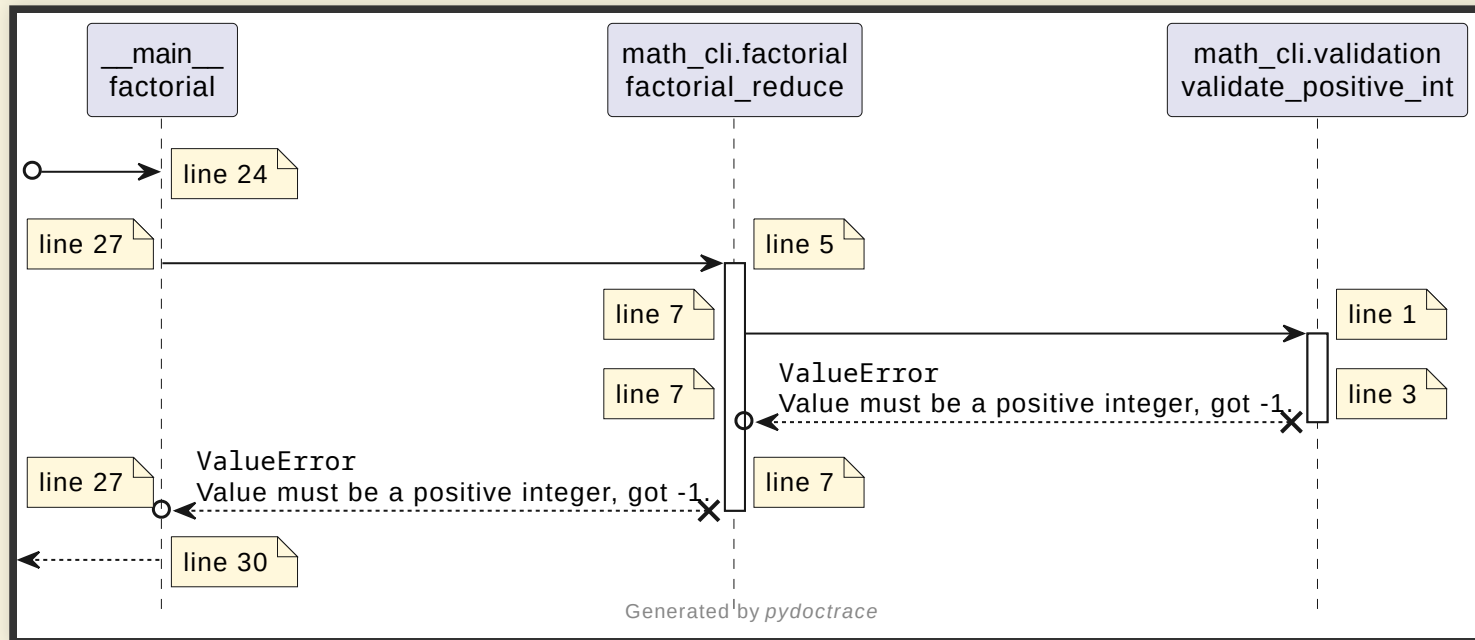 __main__
factorial
math_cli.factorial
factorial_reduce
math_cli.validation
validate_positive_int
line 24
line 27
line 5
line 7
line 1
ValueError
Value must be a positive integer, got -1.
line 7
line 3
ValueError
Value must be a positive integer, got -1.
line 27
line 7
line 30
Generated by pydoctrace